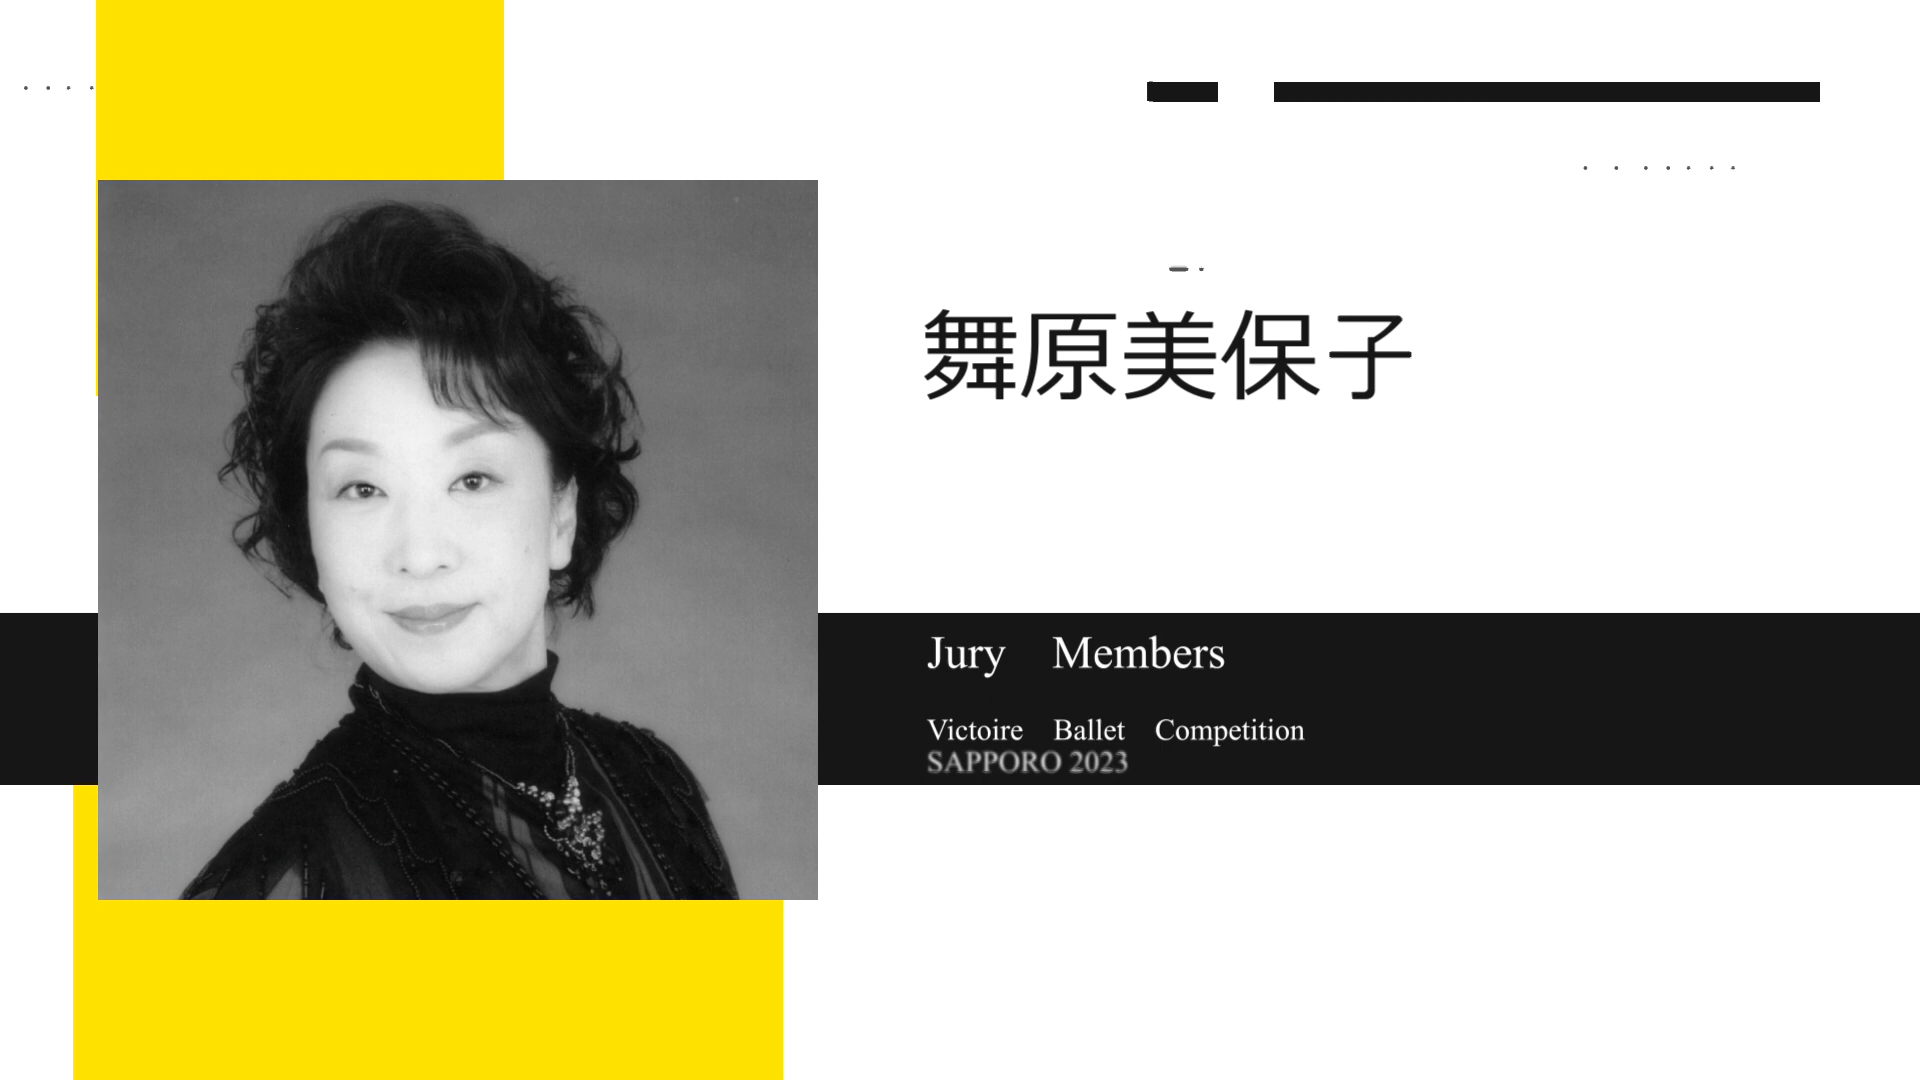 舞原美保子
Jury Members
Victoire Ballet Competition
SAPPORO 2023